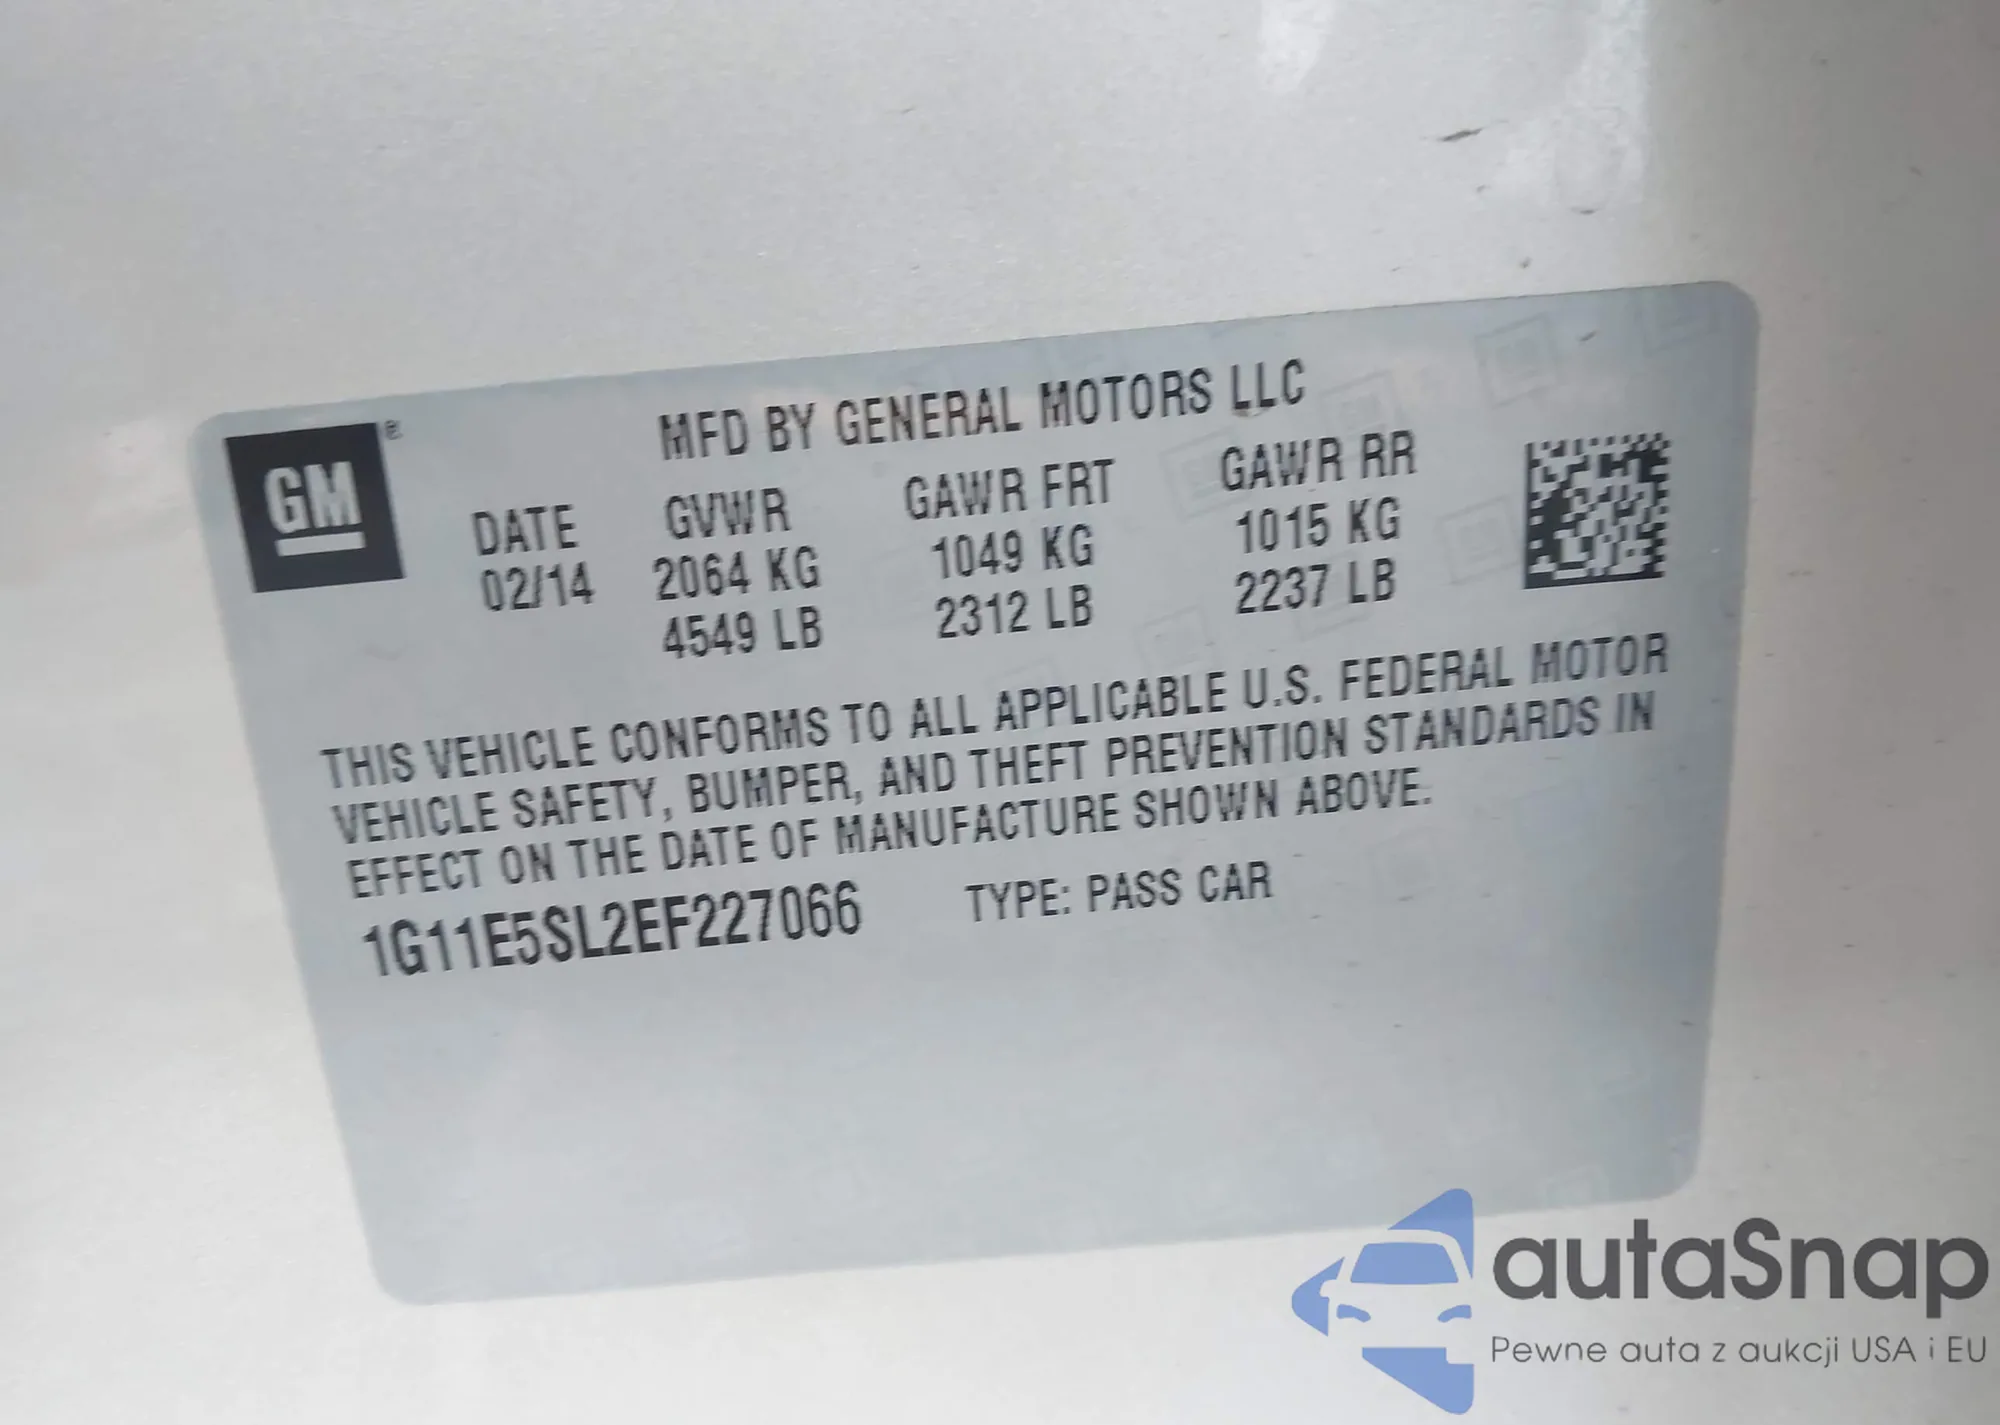 GM
MFD BY GENERAL MOTORS LLC
DATE GVWR GAWR FRT GAWR RR
02/14 2064 KG 1049 KG 1015 KG
4549 LB 2312 LB 2237 LB
THIS VEHICLE CONFORMS TO ALL APPLICABLE U.S. FEDERAL MOTOR
VEHICLE SAFETY, BUMPER, AND THEFT PREVENTION STANDARDS IN
EFFECT ON THE DATE OF MANUFACTURE SHOWN ABOVE.
1G11E5SL2EF227066 TYPE: PASS CAR
autaSnap
Pewne auta z aukcji USA i EU